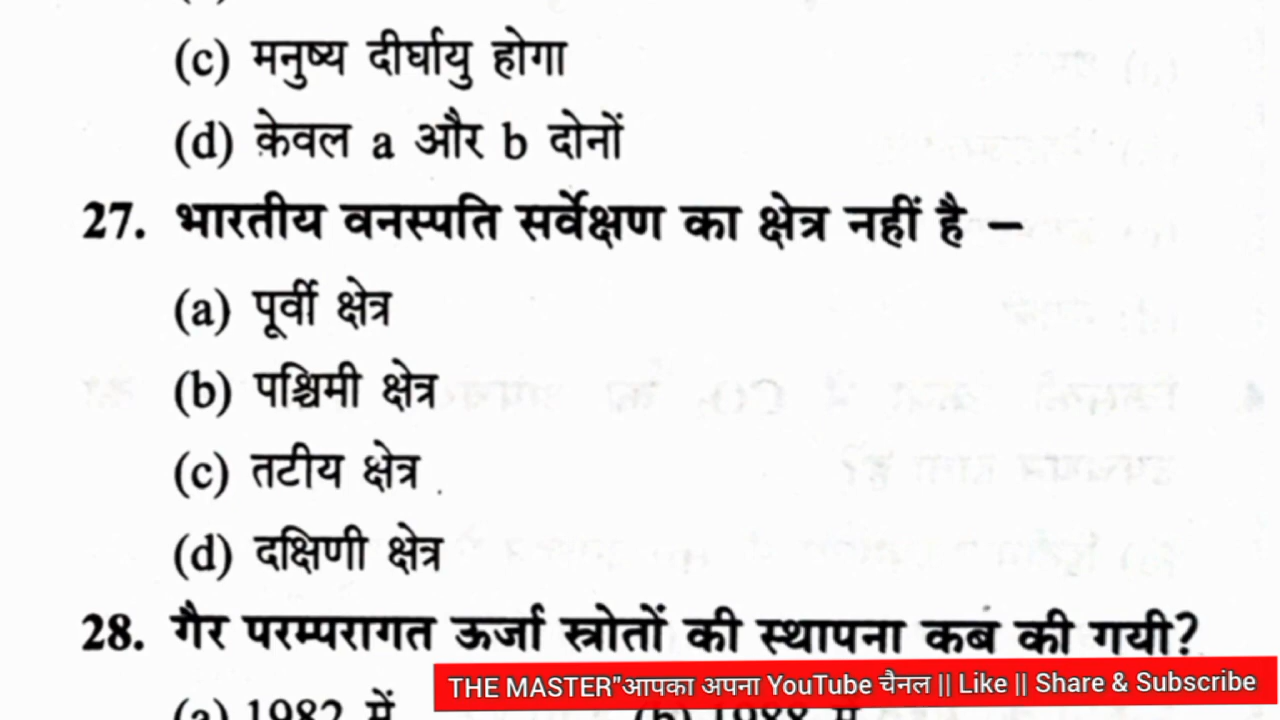 (c) मनुष्य दीर्घायु होगा
(d) केवल a और b दोनों
27. भारतीय वनस्पति सर्वेक्षण का क्षेत्र नहीं है –
(a) पूर्वी क्षेत्र
(b) पश्चिमी क्षेत्र
(c) तटीय क्षेत्र
(d) दक्षिणी क्षेत्र
28. गैर परम्परागत ऊर्जा स्त्रोतों की स्थापना कब की गयी?
THE MASTER"आपका अपना YouTube चैनल || Like || Share & Subscribe
(a) 1982 में